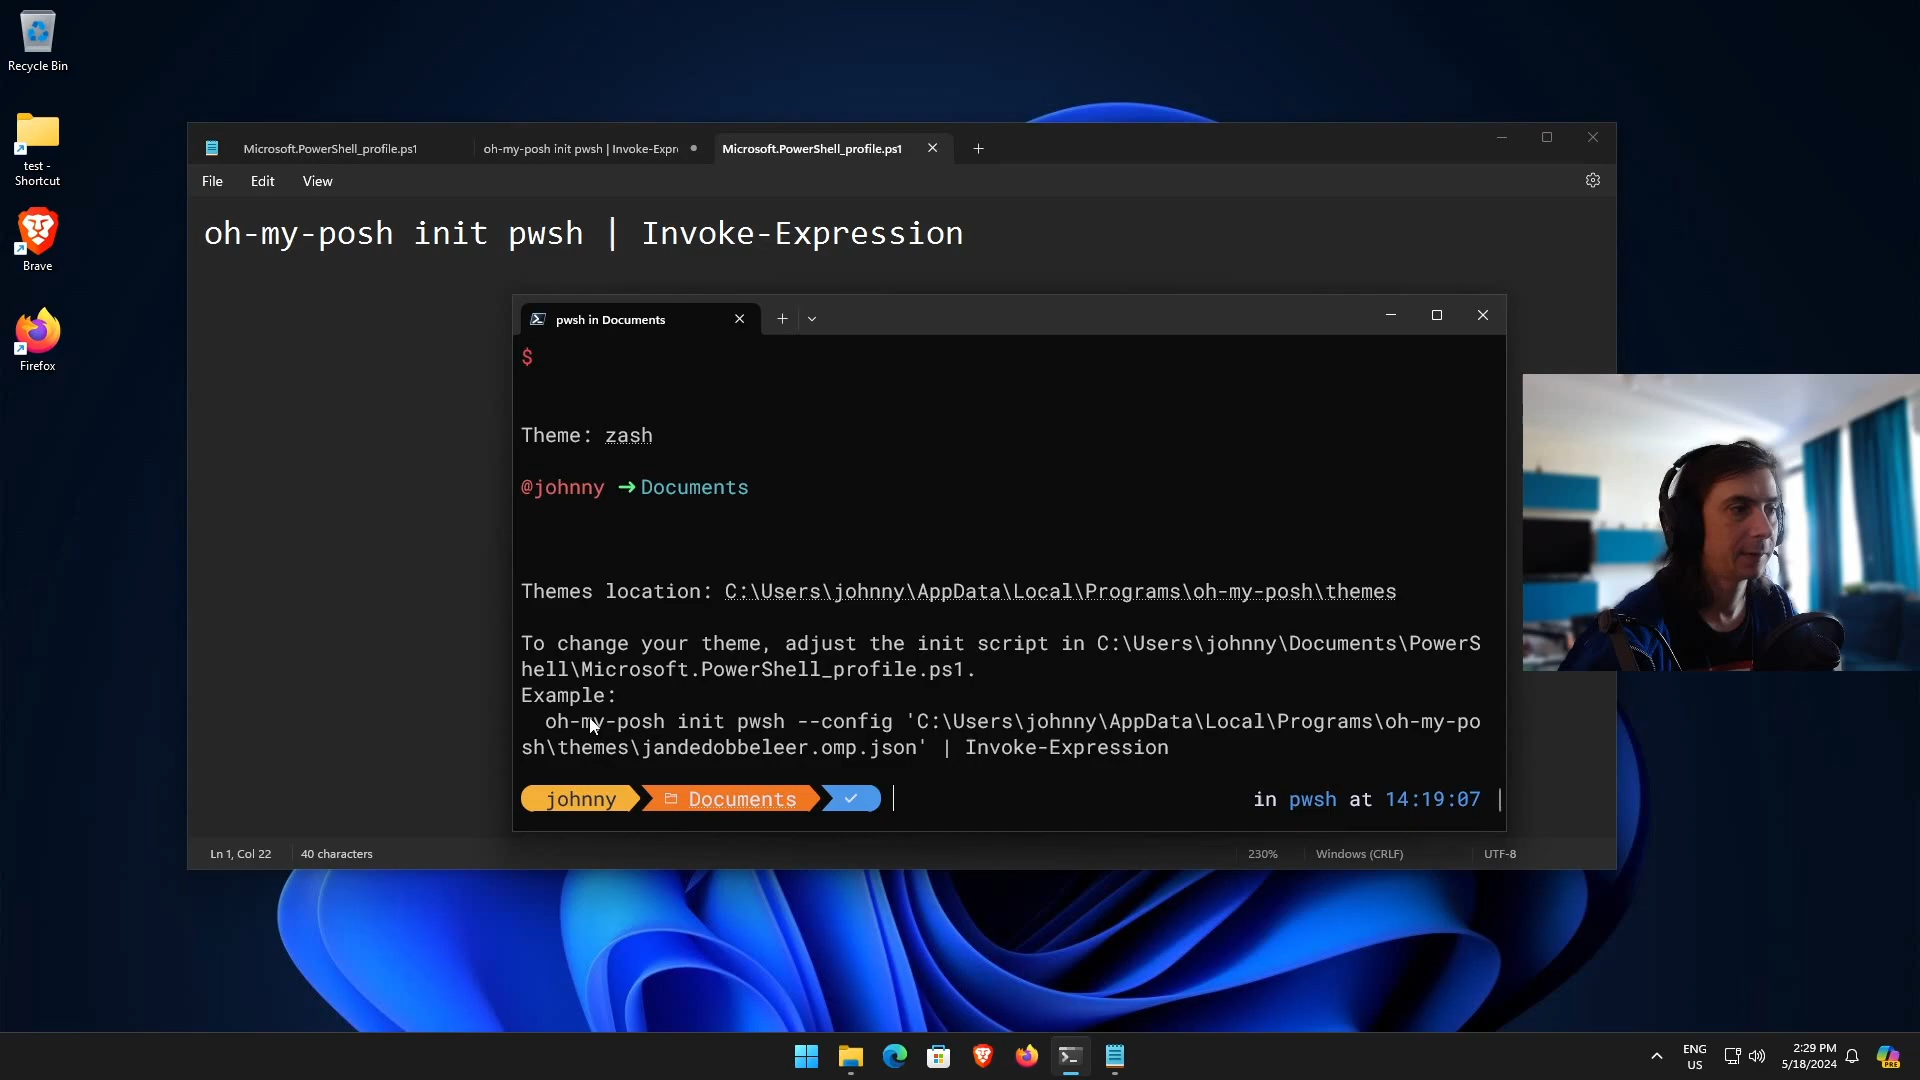 Recycle Bin
test -
Shortcut
Brave
Firefox
Microsoft.PowerShell_profile.ps1
oh-my-posh init pwsh | Invoke-Expr
Microsoft.PowerShell_profile.ps1
File Edit View
oh-my-posh init pwsh | Invoke-Expression
pwsh in Documents
$
Theme: zash
@johnny ➜ Documents
Themes location: C:\Users\johnny\AppData\Local\Programs\oh-my-posh\themes
To change your theme, adjust the init script in C:\Users\johnny\Documents\PowerS
hell\Microsoft.PowerShell_profile.ps1.
Example:
oh-my-posh init pwsh --config 'C:\Users\johnny\AppData\Local\Programs\oh-my-po
sh\themes\jandedobbeleer.omp.json' | Invoke-Expression
johnny Documents ✓ in pwsh at 14:19:07 |
Ln 1, Col 22 40 characters 230% Windows (CRLF) UTF-8
ENG
US
2:29 PM
5/18/2024
PRE